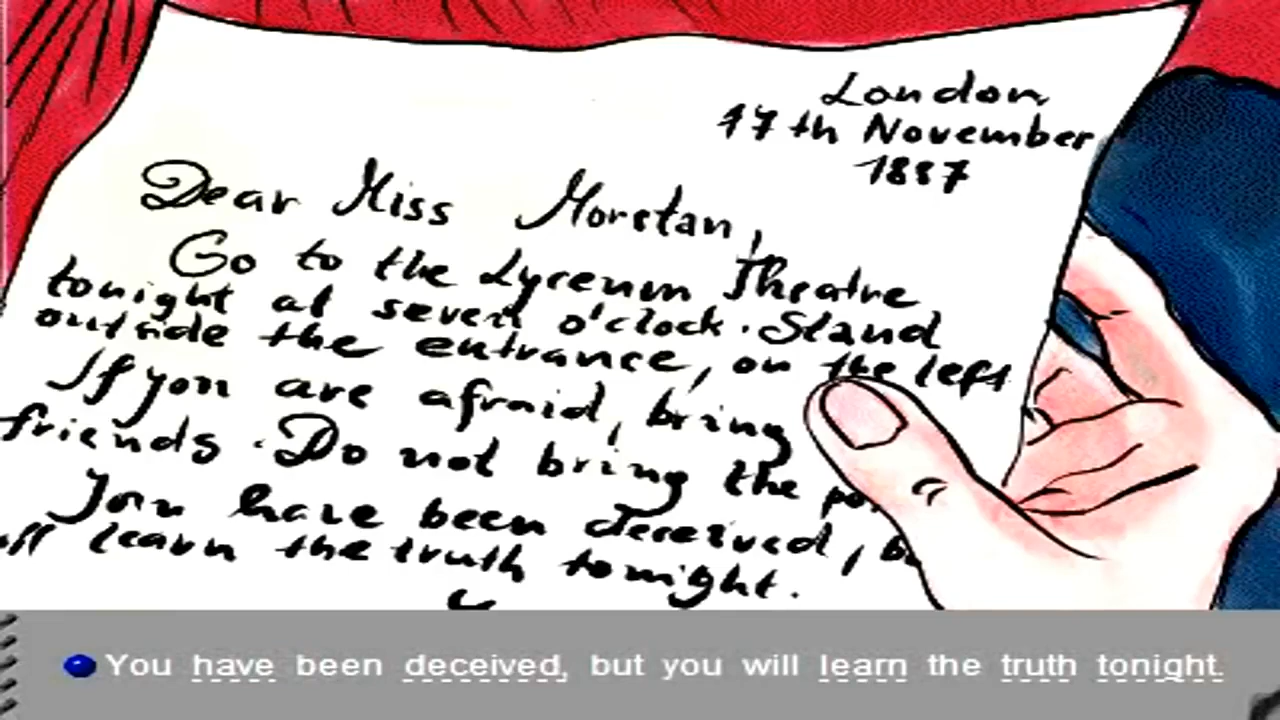 London
17th November
1887
Dear Miss Morstan,
Go to the Lyceum Theatre
tonight at seven o'clock. Stand
outside the entrance, on the left
If you are afraid, bring
friends. Do not bring the
You have been deceived,
learn the truth tonight.
You have been deceived, but you will learn the truth tonight.